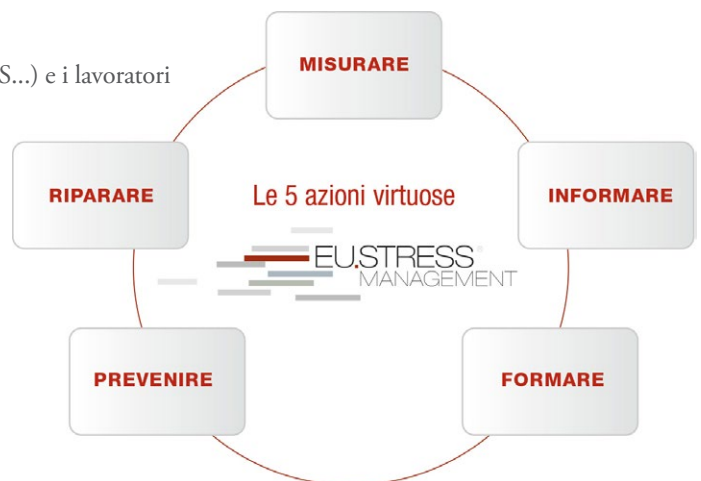 S...) e i lavoratori
MISURARE
RIPARARE
Le 5 azioni virtuose
INFORMARE
EU.STRESS®
MANAGEMENT
PREVENIRE
FORMARE